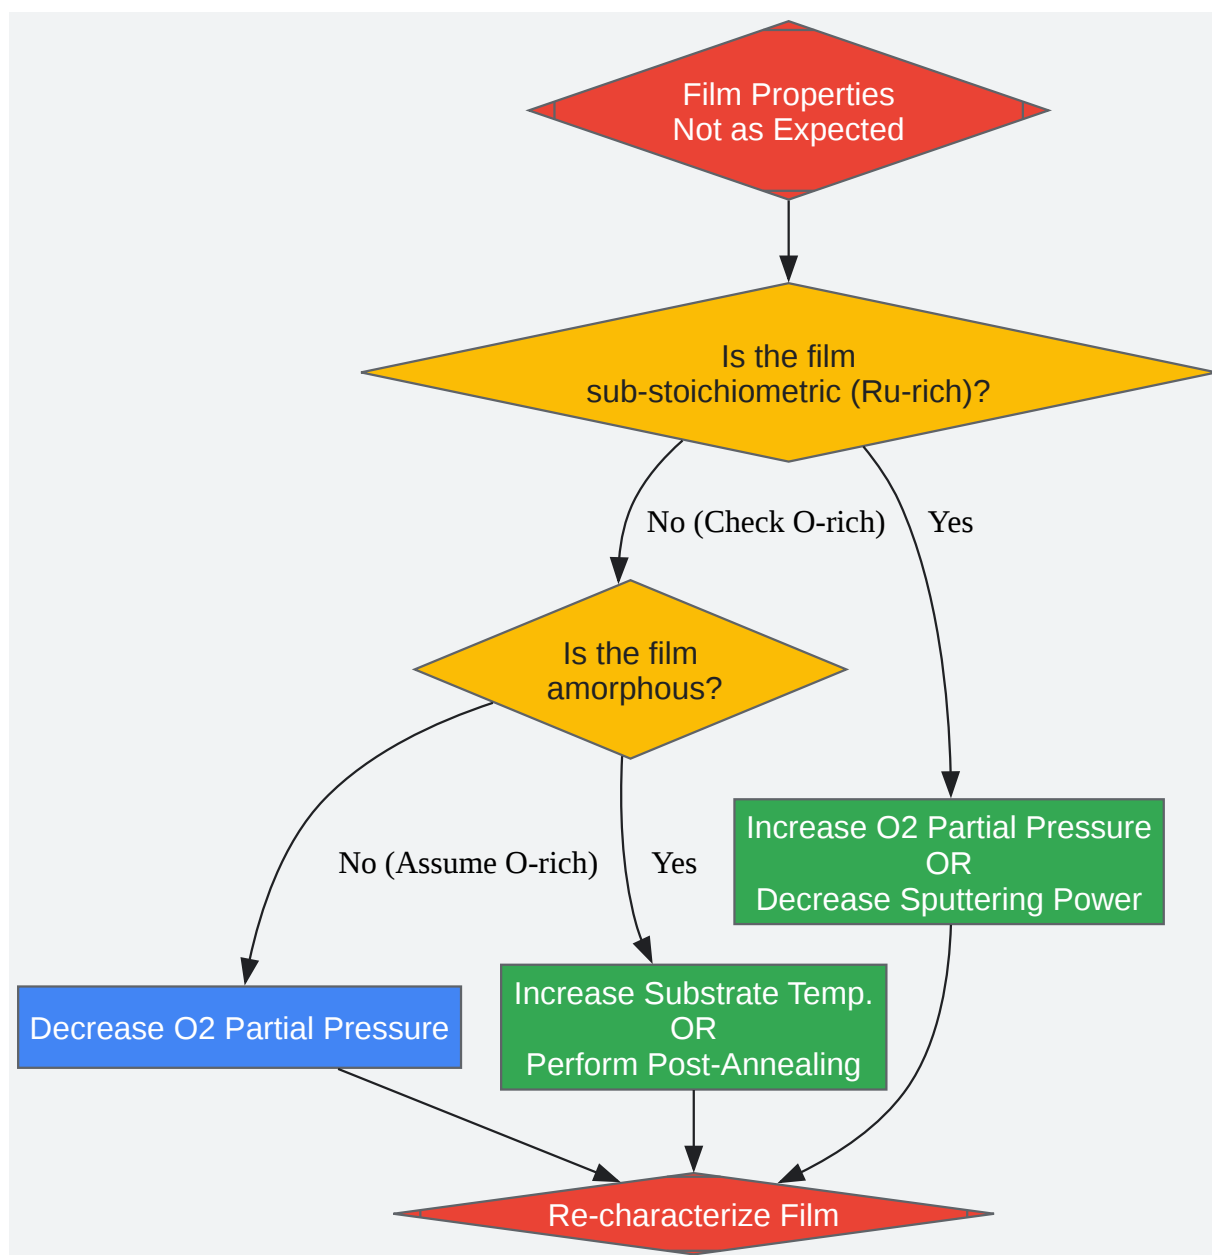 Film Properties
Not as Expected
Is the film
sub-stoichiometric (Ru-rich)?
No (Check O-rich)
Yes
Is the film
amorphous?
Increase O2 Partial Pressure
OR
Decrease Sputtering Power
No (Assume O-rich)
Yes
Decrease O2 Partial Pressure
Increase Substrate Temp.
OR
Perform Post-Annealing
Re-characterize Film